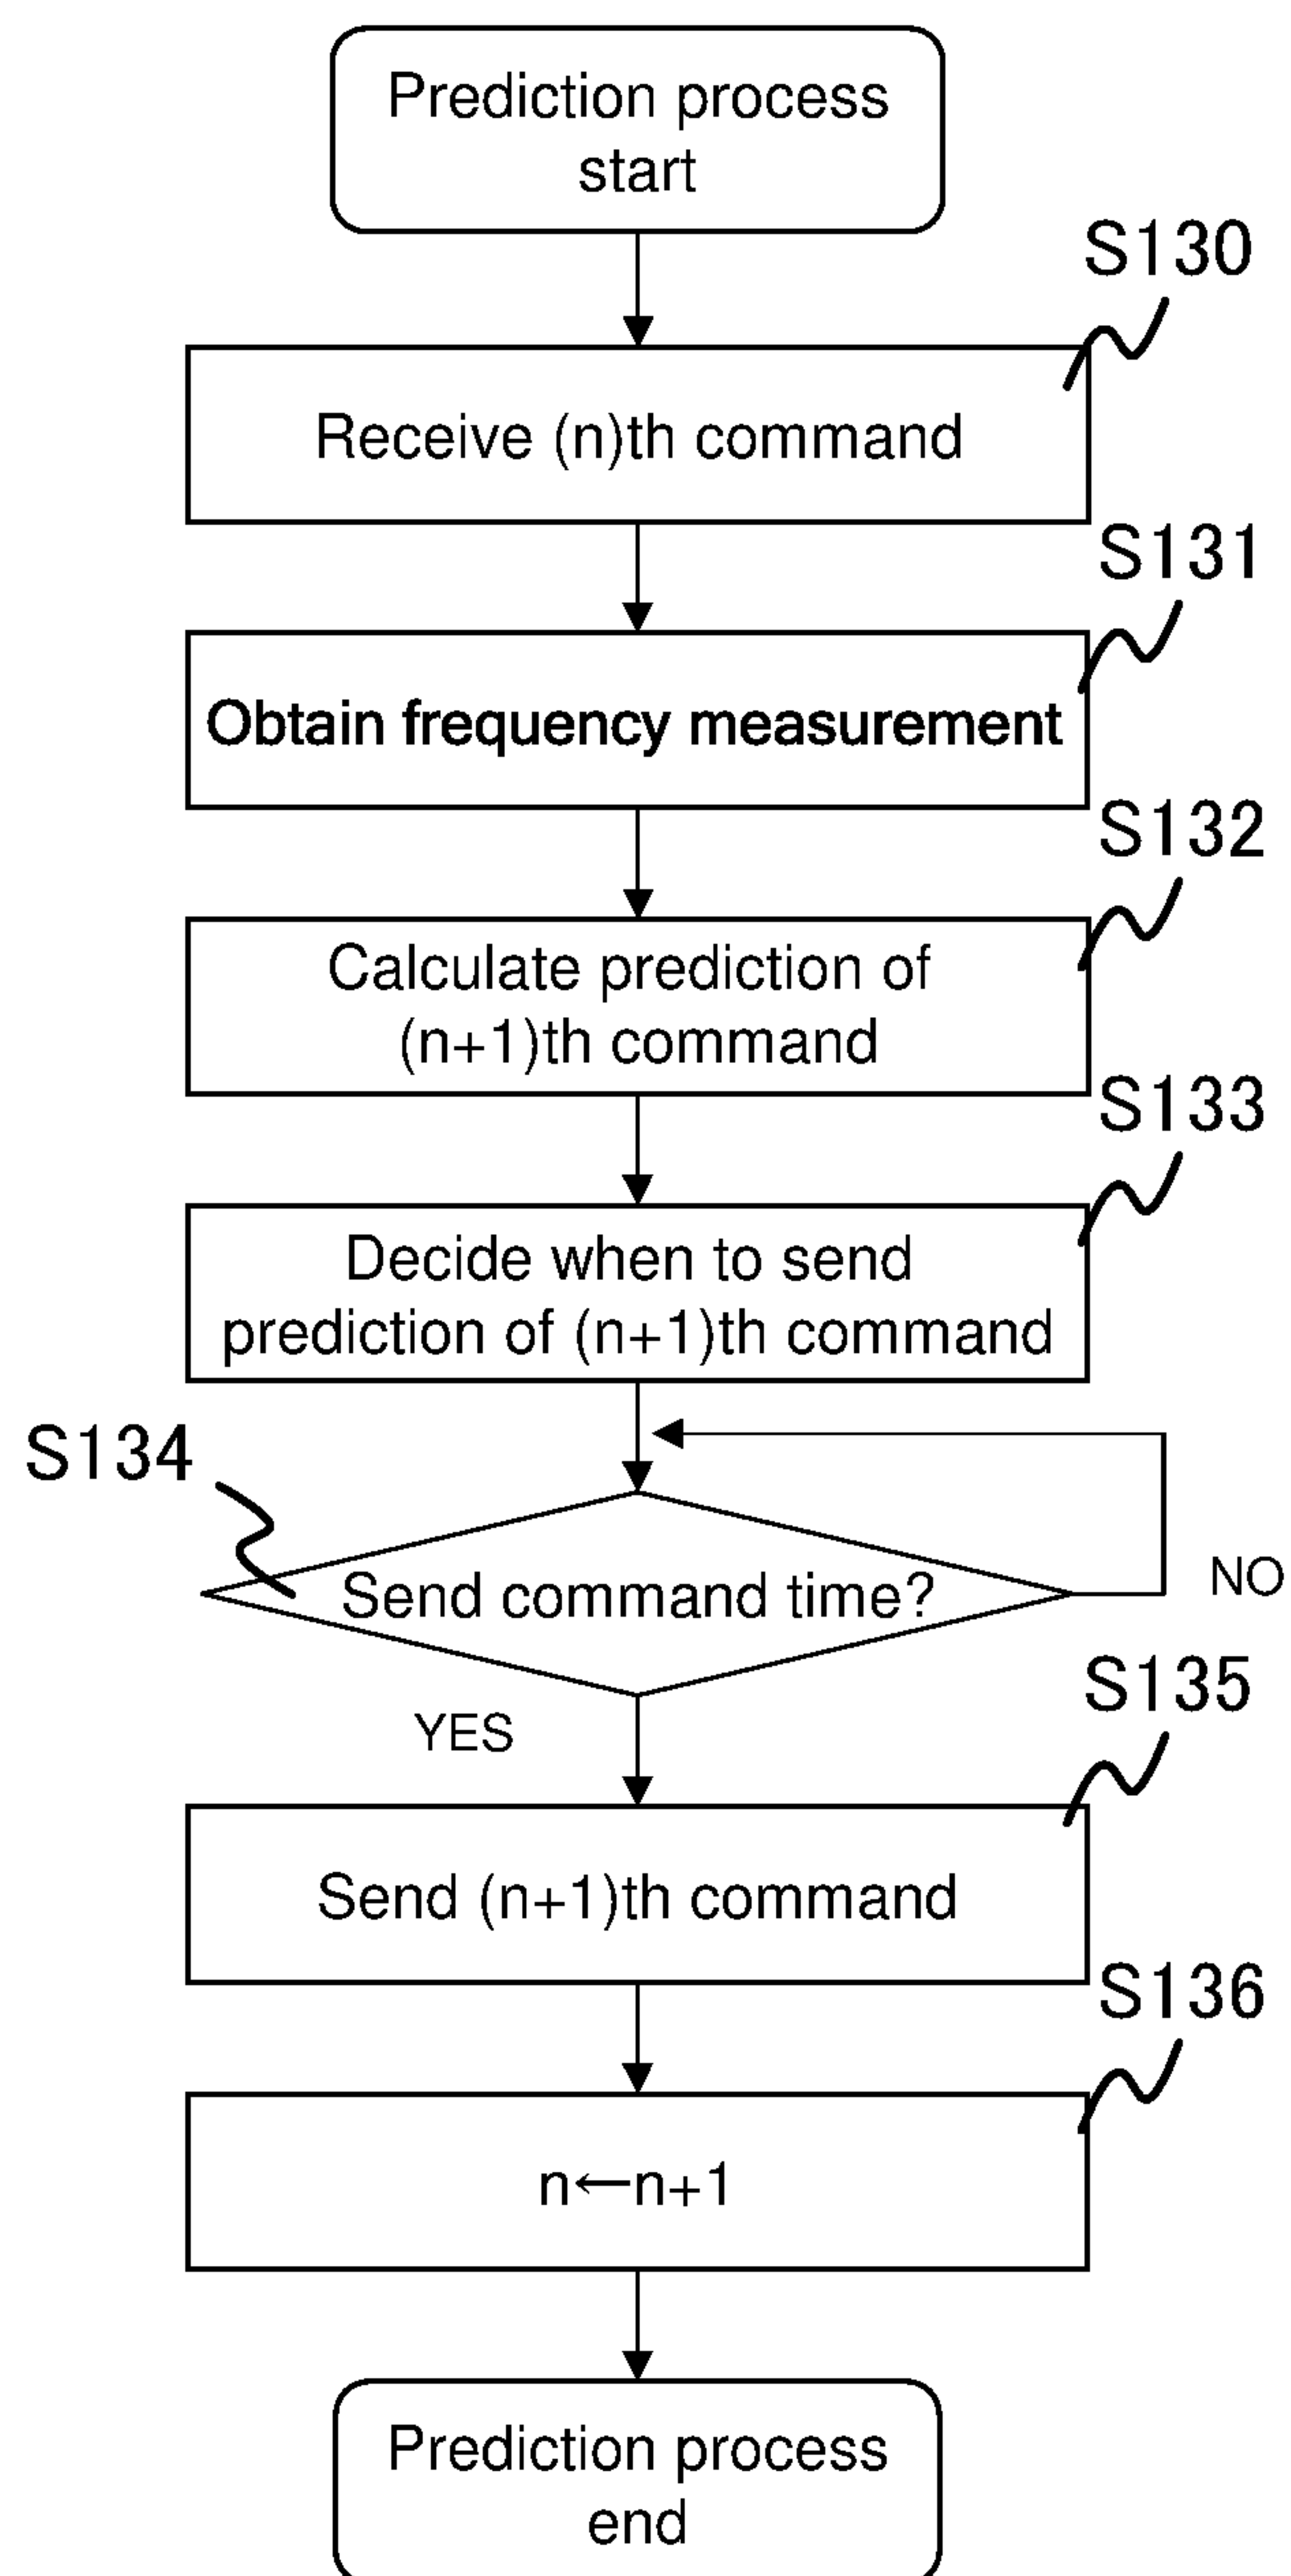 Prediction process
start
S130
Receive (n)th command
S131
Obtain frequency measurement
S132
Calculate prediction of
(n+1)th command
S133
Decide when to send
prediction of (n+1)th command
S134
Send command time?
NO
YES
S135
Send (n+1)th command
S136
n←n+1
Prediction process
end